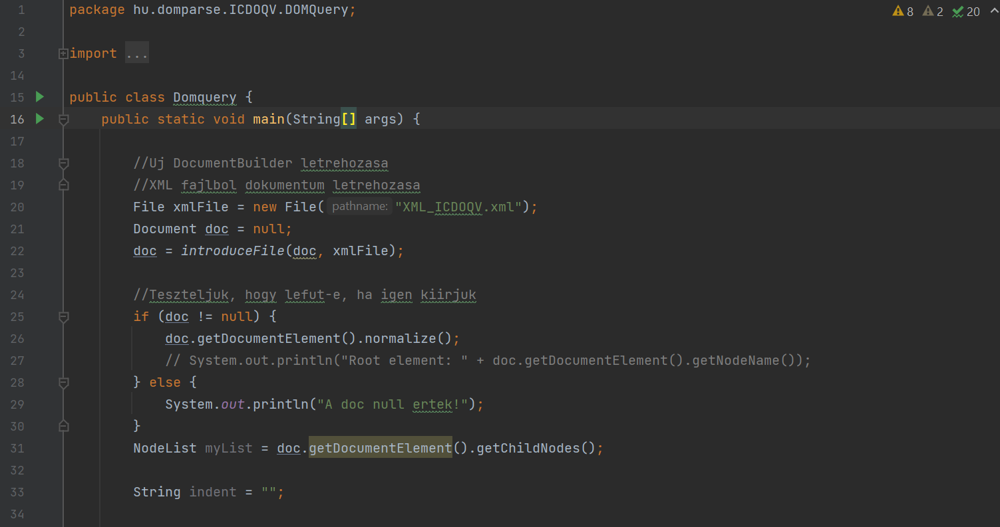 1 package hu.domparse.ICDOQV.DOMQuery; 8 2 20
2
3 import ...
14
15 public class Domquery {
16 public static void main(String[] args) {
17
18 //Uj DocumentBuilder letrehozasa
19 //XML fajlbol dokumentum letrehozasa
20 File xmlFile = new File( pathname: "XML_ICDOQV.xml");
21 Document doc = null;
22 doc = introduceFile(doc, xmlFile);
23
24 //Teszteljuk, hogy lefut-e, ha igen kiirjuk
25 if (doc != null) {
26 doc.getDocumentElement().normalize();
27 // System.out.println("Root element: " + doc.getDocumentElement().getNodeName());
28 } else {
29 System.out.println("A doc null ertek!");
30 }
31 NodeList myList = doc.getDocumentElement().getChildNodes();
32
33 String indent = "";
34